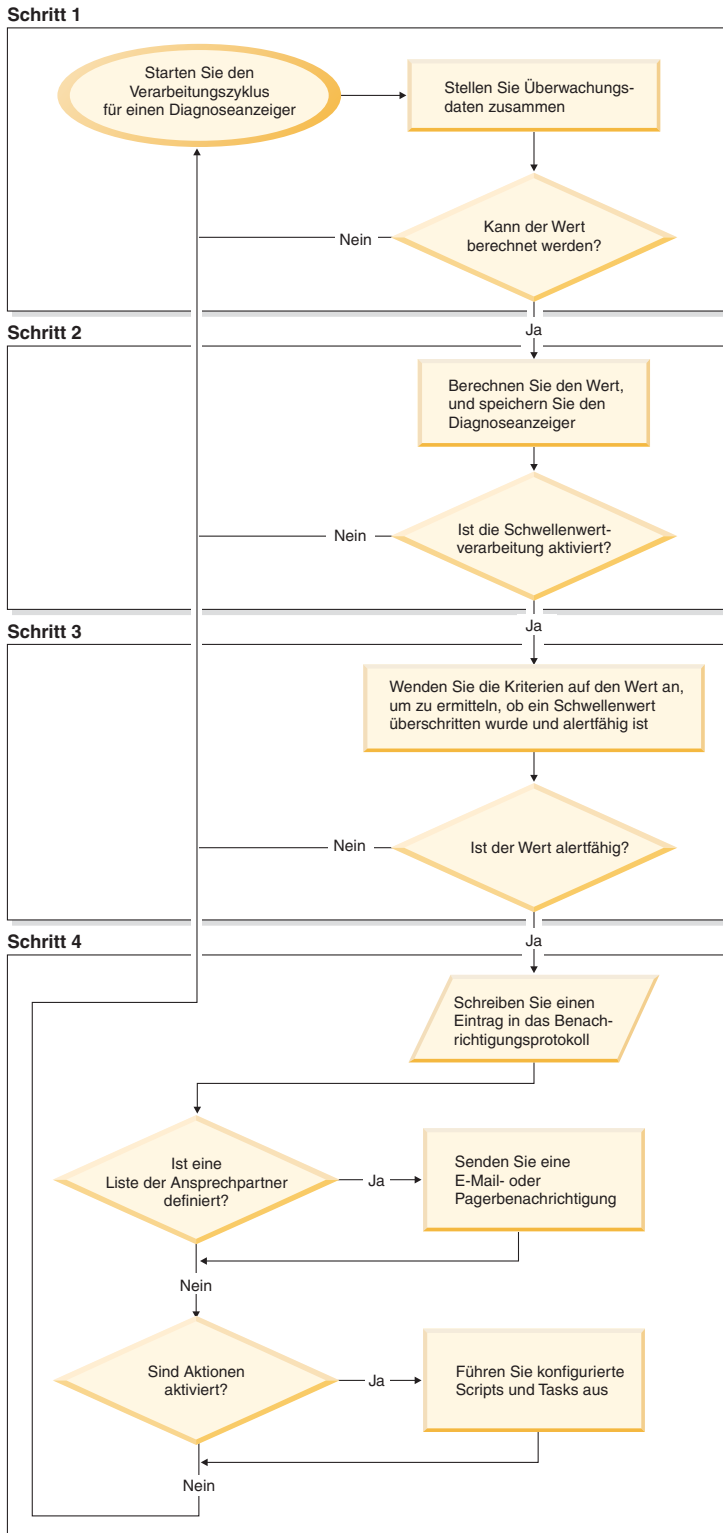 Schritt 1
Starten Sie den
Verarbeitungszyklus
für einen Diagnoseanzeiger
Stellen Sie Überwachungs-
daten zusammen
Kann der Wert
berechnet werden?
Nein
Ja
Schritt 2
Berechnen Sie den Wert,
und speichern Sie den
Diagnoseanzeiger
Ist die Schwellenwert-
verarbeitung aktiviert?
Nein
Ja
Schritt 3
Wenden Sie die Kriterien auf den Wert an,
um zu ermitteln, ob ein Schwellenwert
überschritten wurde und alertfähig ist
Ist der Wert alertfähig?
Nein
Ja
Schritt 4
Schreiben Sie einen
Eintrag in das Benach-
richtigungsprotokoll
Ist eine
Liste der Ansprechpartner
definiert?
Ja
Senden Sie eine
E-Mail- oder
Pagerbenachrichtigung
Nein
Sind Aktionen
aktiviert?
Ja
Führen Sie konfigurierte
Scripts und Tasks aus
Nein